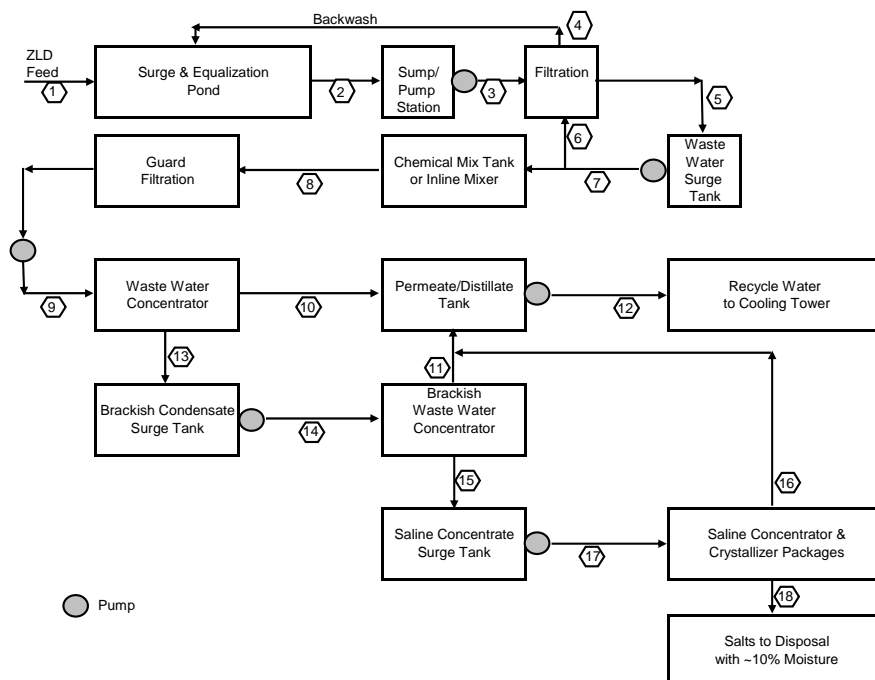 Backwash
4
ZLD
Feed
1
Surge & Equalization
Pond
2
Sump/
Pump
Station
3
Filtration
5
6
Waste
Water
Surge
Tank
7
Chemical Mix Tank
or Inline Mixer
8
Guard
Filtration
9
Waste Water
Concentrator
10
Permeate/Distillate
Tank
12
Recycle Water
to Cooling Tower
13
11
Brackish Condensate
Surge Tank
14
Brackish
Waste Water
Concentrator
15
16
Saline Concentrate
Surge Tank
17
Saline Concentrator &
Crystallizer Packages
18
Pump
Salts to Disposal
with ~10% Moisture